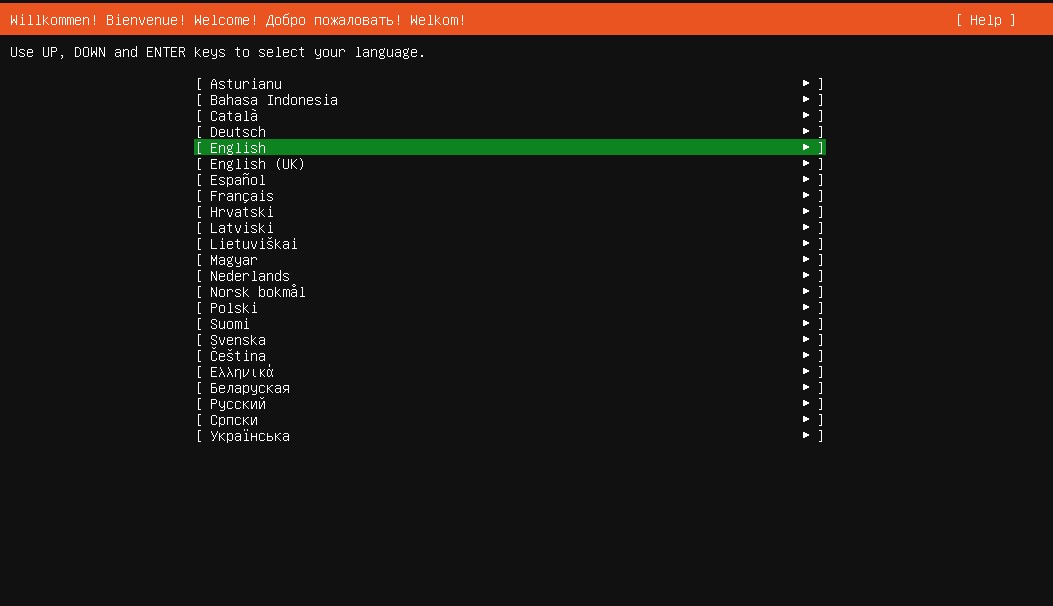 Willkommen! Bienvenue! Welcome! Добро пожаловать! Welkom! [ Help ]
Use UP, DOWN and ENTER keys to select your language.
[ Asturianu ► ]
[ Bahasa Indonesia ► ]
[ Català ► ]
[ Deutsch ► ]
[ English ► ]
[ English (UK) ► ]
[ Español ► ]
[ Français ► ]
[ Hrvatski ► ]
[ Latviski ► ]
[ Lietuviškai ► ]
[ Magyar ► ]
[ Nederlands ► ]
[ Norsk bokmål ► ]
[ Polski ► ]
[ Suomi ► ]
[ Svenska ► ]
[ Čeština ► ]
[ Ελληνικά ► ]
[ Беларуская ► ]
[ Русский ► ]
[ Српски ► ]
[ Українська ► ]